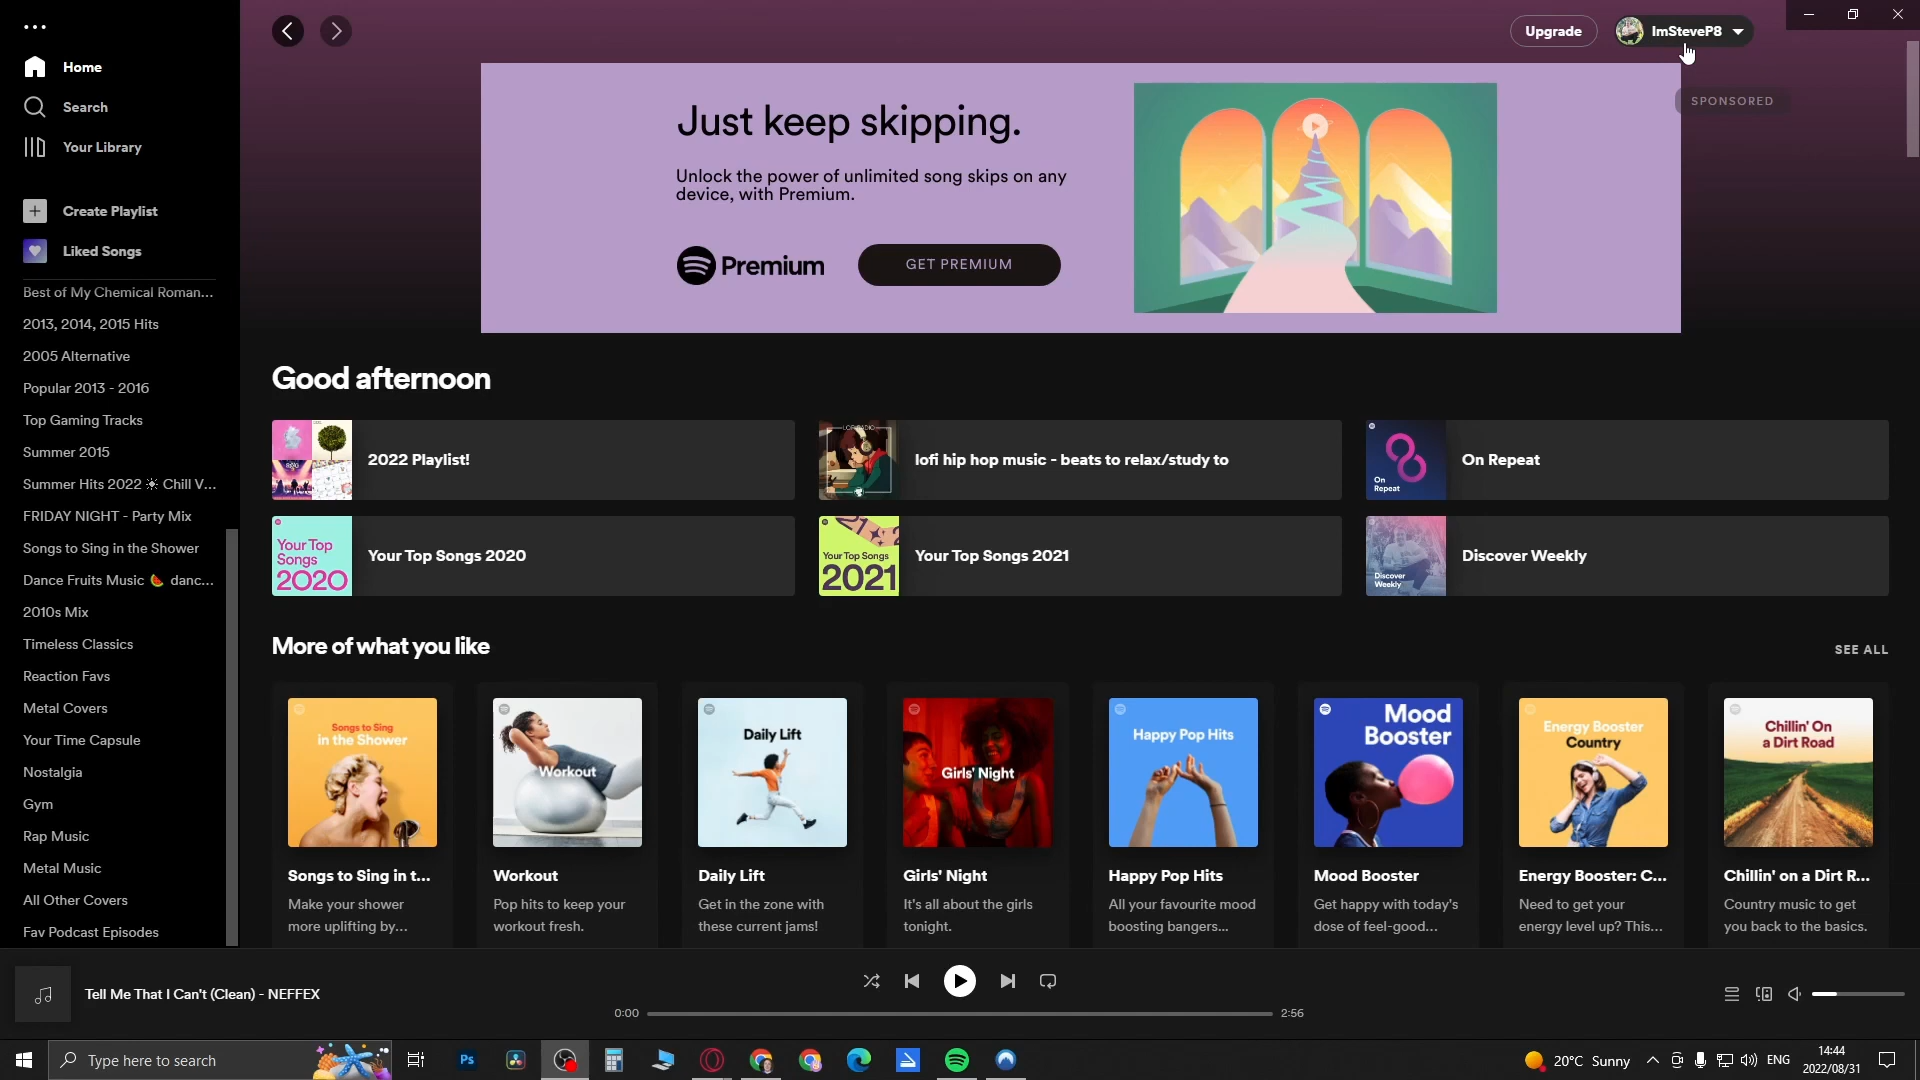 Home
Search
Your Library
Create Playlist
Liked Songs
Best of My Chemical Roman...
2013, 2014, 2015 Hits
2005 Alternative
Popular 2013 - 2016
Top Gaming Tracks
Summer 2015
Summer Hits 2022 ☀ Chill V...
FRIDAY NIGHT - Party Mix
Songs to Sing in the Shower
Dance Fruits Music 🍉 danc...
2010s Mix
Timeless Classics
Reaction Favs
Metal Covers
Your Time Capsule
Nostalgia
Gym
Rap Music
Metal Music
All Other Covers
Fav Podcast Episodes
Upgrade
ImSteveP8
SPONSORED
Just keep skipping.
Unlock the power of unlimited song skips on any
device, with Premium.
Premium
GET PREMIUM
Good afternoon
2022 Playlist!
LOFI RADIO
lofi hip hop music - beats to relax/study to
On
Repeat
On Repeat
Your Top
Songs
2020
Your Top Songs 2020
Your Top Songs
2021
Your Top Songs 2021
Discover
Weekly
Discover Weekly
More of what you like
SEE ALL
Songs to Sing
in the Shower
Workout
Daily Lift
Girls' Night
Happy Pop Hits
Mood
Booster
Energy Booster
Country
Chillin' On
a Dirt Road
Songs to Sing in t...
Make your shower
more uplifting by...
Workout
Pop hits to keep your
workout fresh.
Daily Lift
Get in the zone with
these current jams!
Girls' Night
It's all about the girls
tonight.
Happy Pop Hits
All your favourite mood
boosting bangers...
Mood Booster
Get happy with today's
dose of feel-good...
Energy Booster: C...
Need to get your
energy level up? This...
Chillin' on a Dirt R...
Country music to get
you back to the basics.
Tell Me That I Can't (Clean) - NEFFEX
0:00
2:56
Type here to search
Ps
20°C Sunny
ENG
14:44
2022/08/31